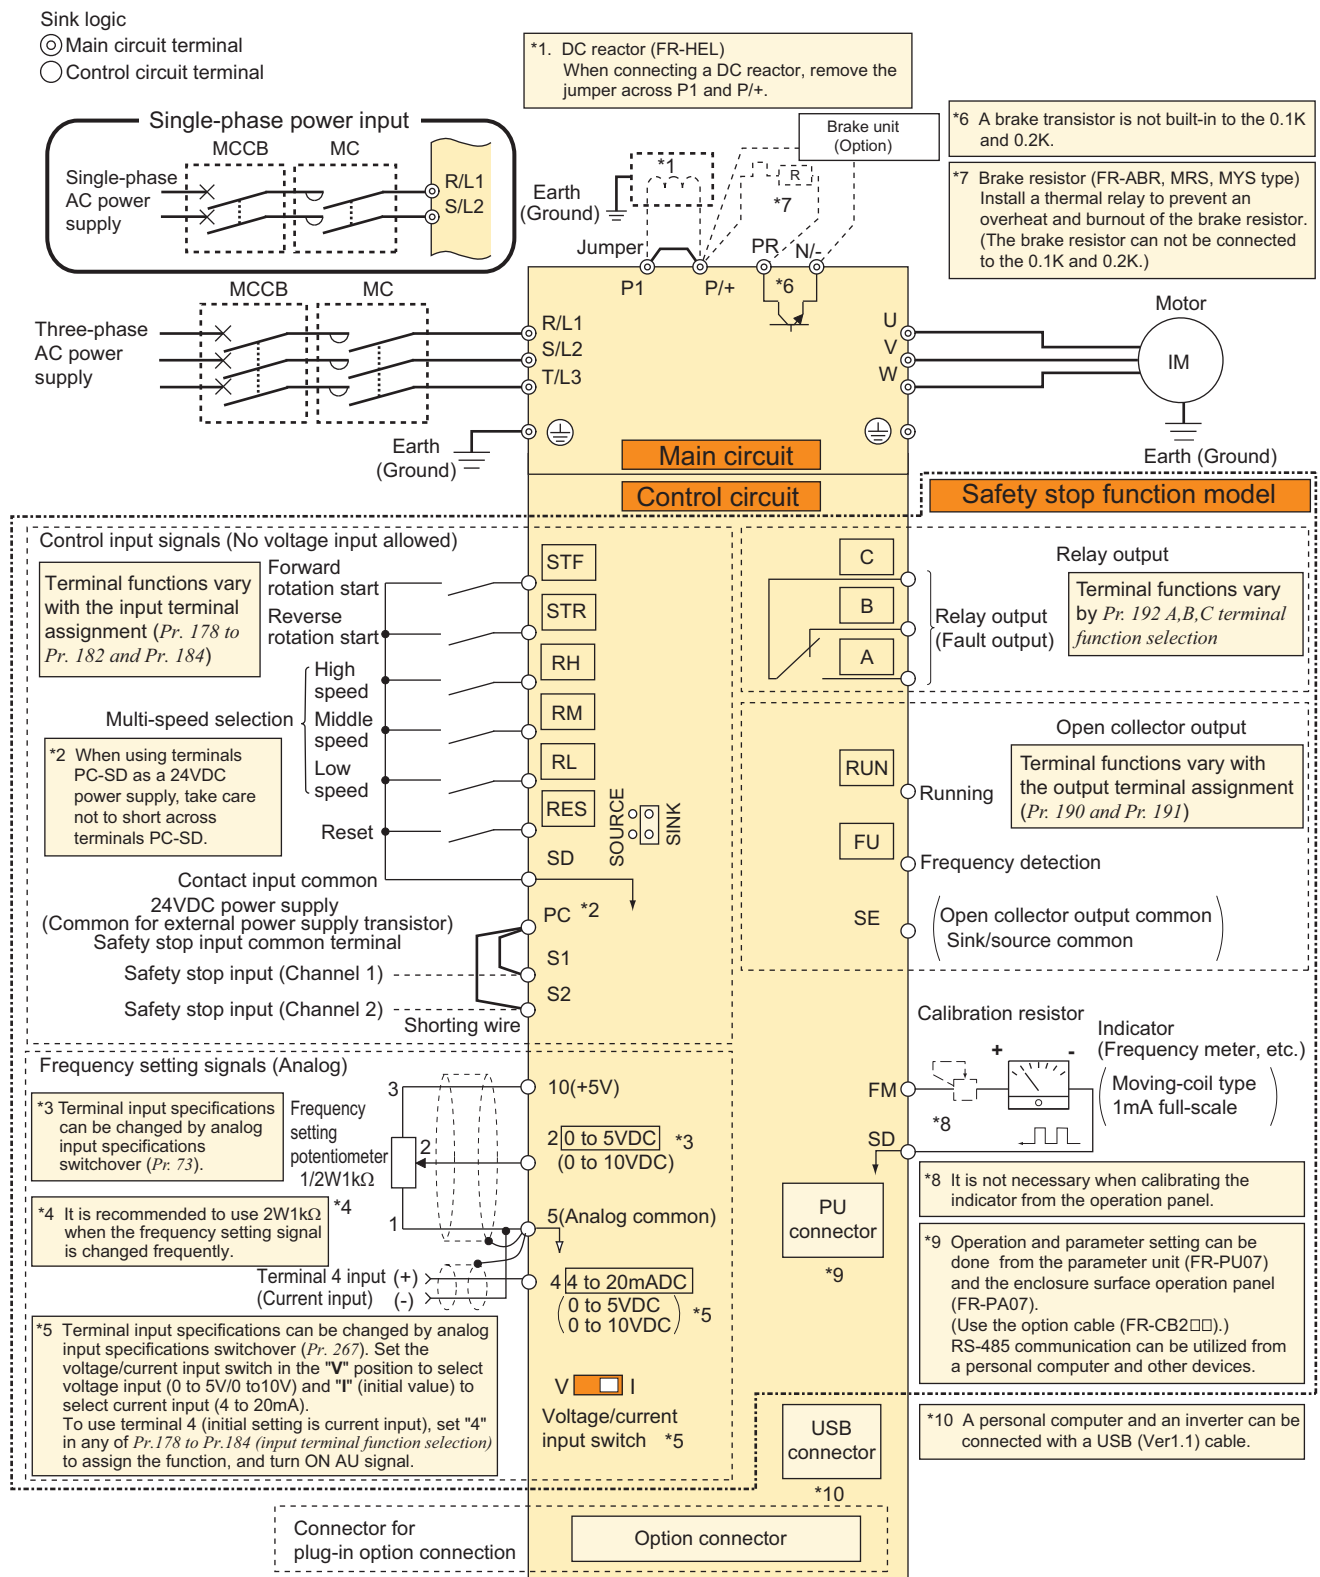 Sink logic
Main circuit terminal
Control circuit terminal
*1. DC reactor (FR-HEL)
When connecting a DC reactor, remove the
jumper across P1 and P/+.
Single-phase power input
MCCB
MC
Single-phase
AC power
supply
R/L1
S/L2
Brake unit
(Option)
*6 A brake transistor is not built-in to the 0.1K
and 0.2K.
*7 Brake resistor (FR-ABR, MRS, MYS type)
Install a thermal relay to prevent an
overheat and burnout of the brake resistor.
(The brake resistor can not be connected
to the 0.1K and 0.2K.)
*1
R
*7
Earth
(Ground)
Jumper
PR
N/-
P1
P/+
*6
MCCB
MC
Three-phase
AC power
supply
R/L1
S/L2
T/L3
U
V
W
Motor
IM
Earth
(Ground)
Earth (Ground)
Main circuit
Control circuit
Safety stop function model
Control input signals (No voltage input allowed)
Terminal functions vary
with the input terminal
assignment (Pr. 178 to
Pr. 182 and Pr. 184)
Forward
rotation start
Reverse
rotation start
High
speed
Multi-speed selection
Middle
speed
Low
speed
Reset
*2 When using terminals
PC-SD as a 24VDC
power supply, take care
not to short across
terminals PC-SD.
STF
STR
RH
RM
RL
RES
SD
SOURCE
SINK
Contact input common
24VDC power supply
(Common for external power supply transistor)
Safety stop input common terminal
PC *2
Safety stop input (Channel 1)
S1
Safety stop input (Channel 2)
S2
Shorting wire
C
B
A
Relay output
Relay output
(Fault output)
Terminal functions vary
by Pr. 192 A,B,C terminal
function selection
Open collector output
RUN
Running
Terminal functions vary with
the output terminal assignment
(Pr. 190 and Pr. 191)
FU
Frequency detection
SE
Open collector output common
Sink/source common
Calibration resistor
Indicator
(Frequency meter, etc.)
+
-
Moving-coil type
1mA full-scale
FM
*8
SD
*8 It is not necessary when calibrating the
indicator from the operation panel.
PU
connector
*9
*9 Operation and parameter setting can be
done from the parameter unit (FR-PU07)
and the enclosure surface operation panel
(FR-PA07).
(Use the option cable (FR-CB2□□).)
RS-485 communication can be utilized from
a personal computer and other devices.
Frequency setting signals (Analog)
*3 Terminal input specifications
can be changed by analog
input specifications
switchover (Pr. 73).
Frequency
setting
potentiometer
1/2W1kΩ
*4
3
2
1
10(+5V)
2 0 to 5VDC *3
(0 to 10VDC)
5(Analog common)
*4 It is recommended to use 2W1kΩ
when the frequency setting signal
is changed frequently.
Terminal 4 input (+)
(Current input) (-)
4 4 to 20mADC
0 to 5VDC
0 to 10VDC
*5
*5 Terminal input specifications can be changed by analog
input specifications switchover (Pr. 267). Set the
voltage/current input switch in the "V" position to select
voltage input (0 to 5V/0 to10V) and "I" (initial value) to
select current input (4 to 20mA).
To use terminal 4 (initial setting is current input), set "4"
in any of Pr.178 to Pr.184 (input terminal function selection)
to assign the function, and turn ON AU signal.
V
I
Voltage/current
input switch *5
USB
connector
*10
*10 A personal computer and an inverter can be
connected with a USB (Ver1.1) cable.
Connector for
plug-in option connection
Option connector